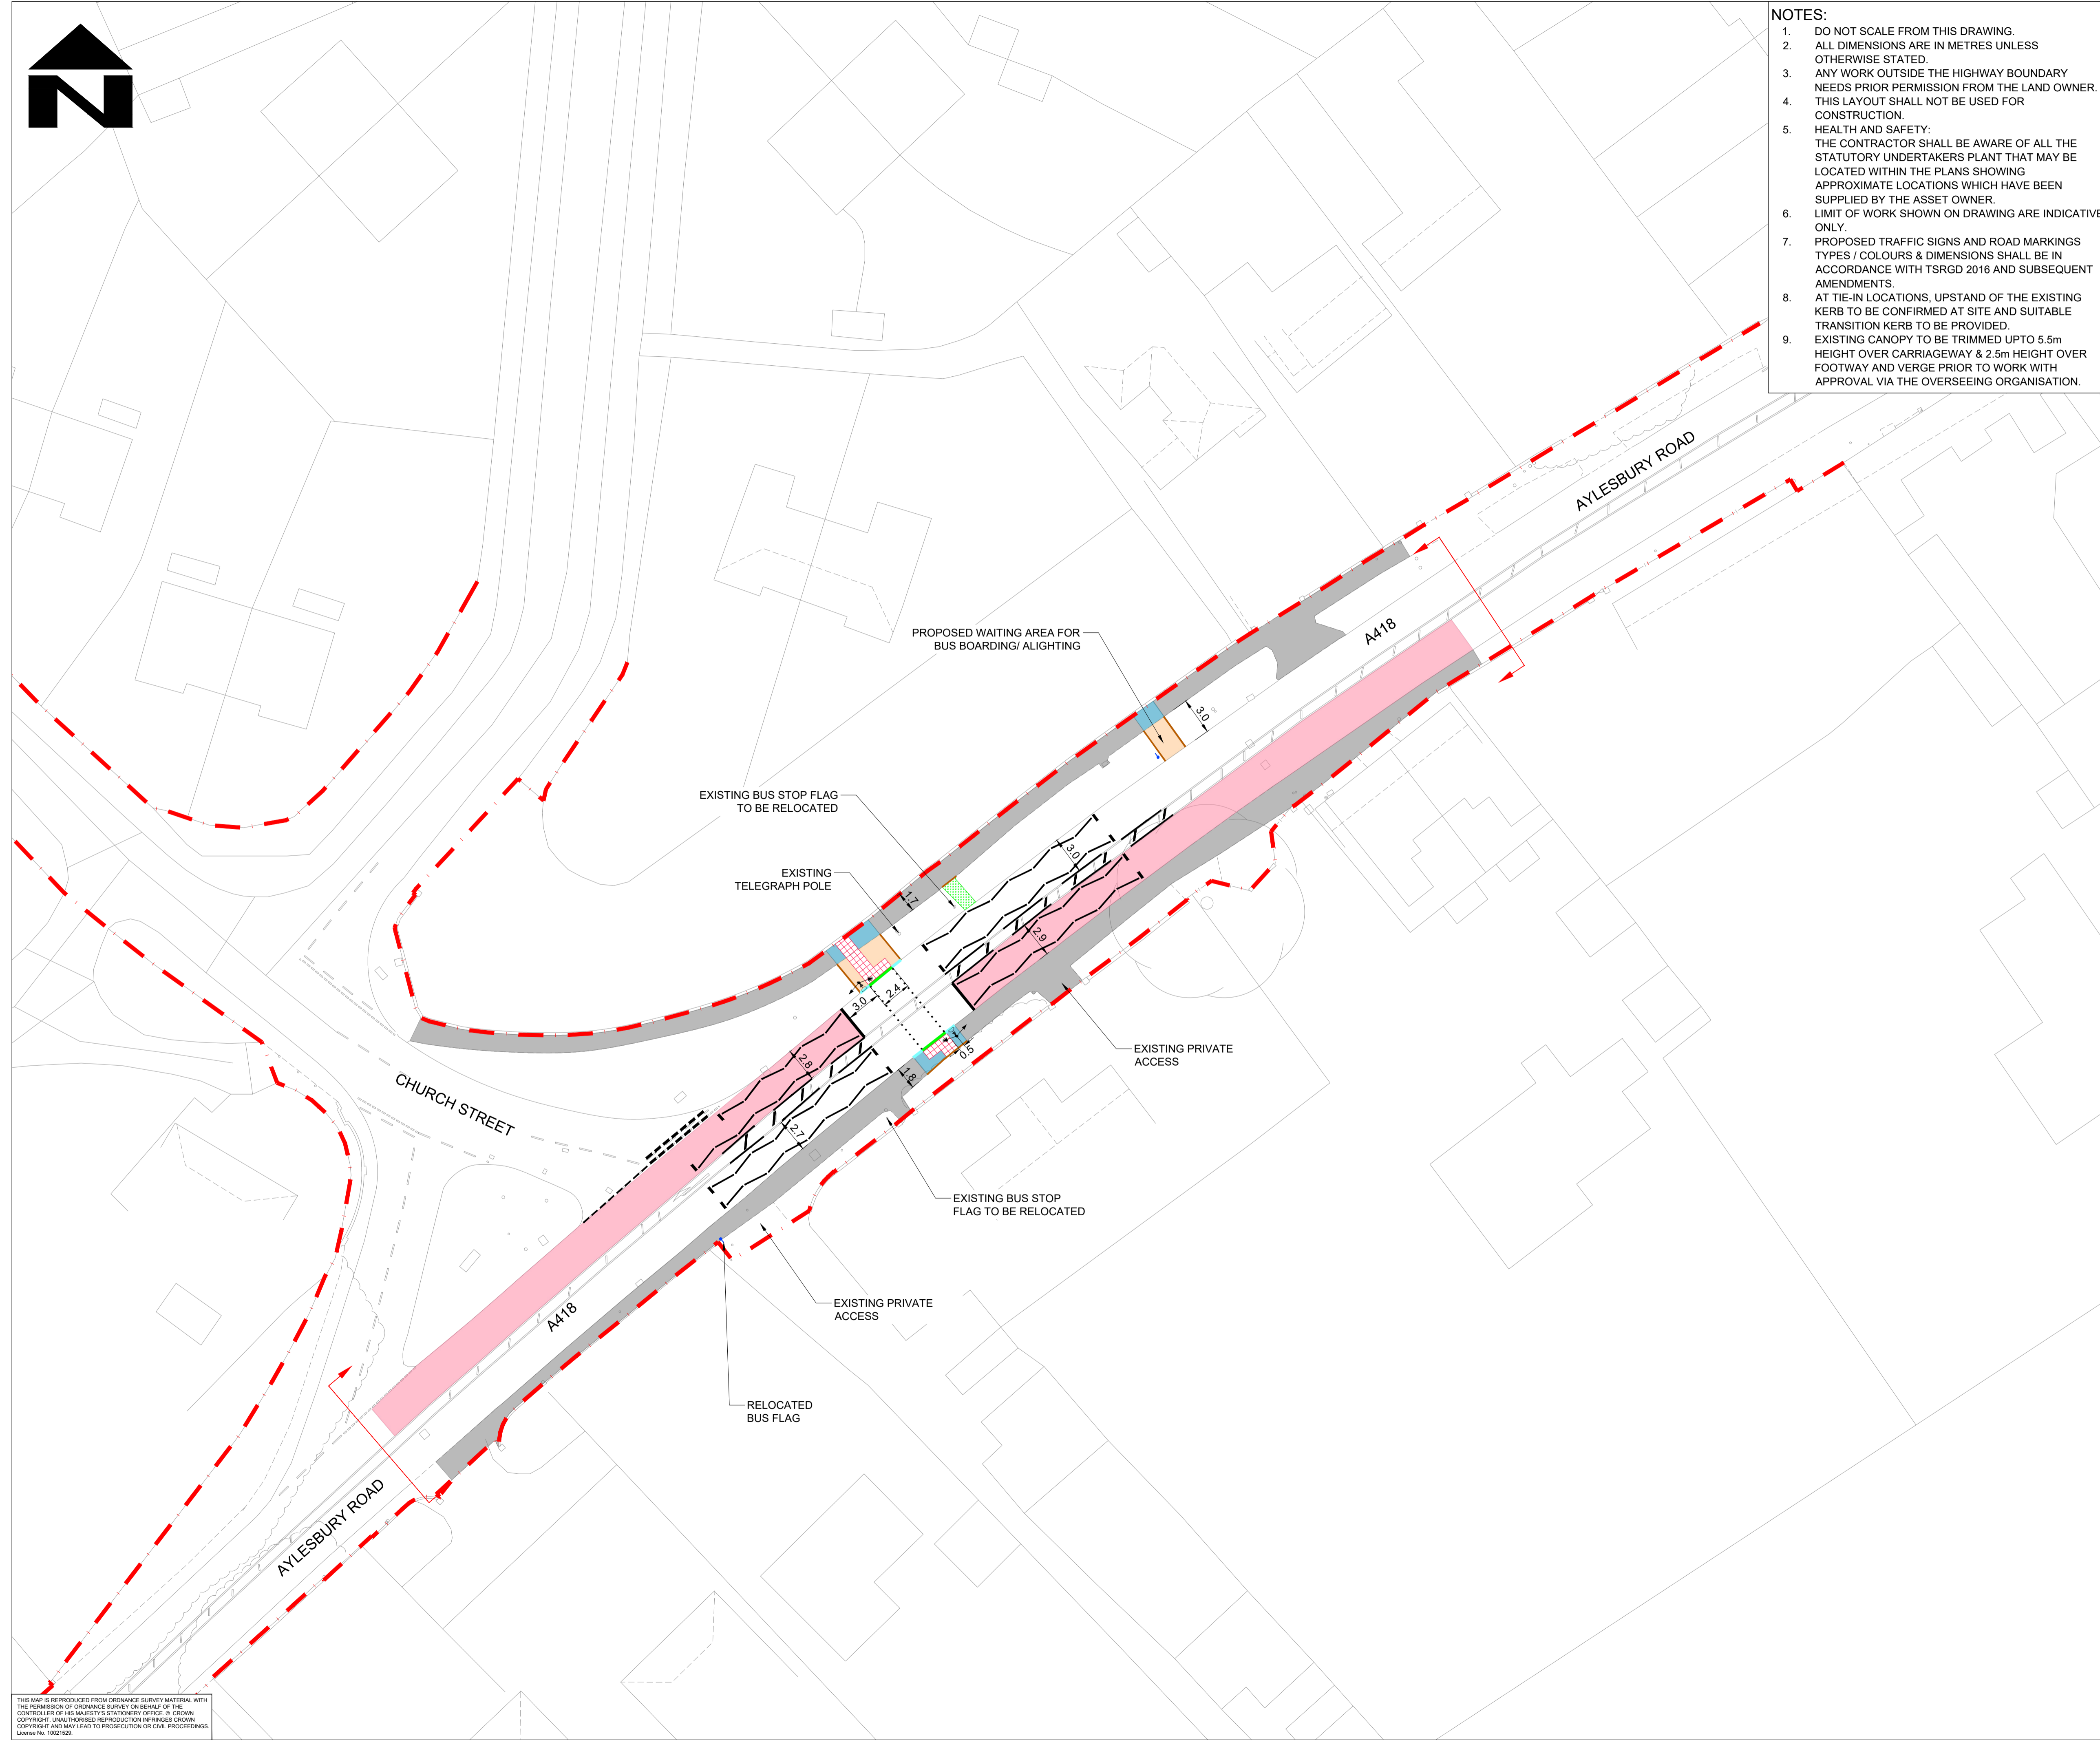 N
NOTES:
1. DO NOT SCALE FROM THIS DRAWING.
2. ALL DIMENSIONS ARE IN METRES UNLESS
OTHERWISE STATED.
3. ANY WORK OUTSIDE THE HIGHWAY BOUNDARY
NEEDS PRIOR PERMISSION FROM THE LAND OWNER.
4. THIS LAYOUT SHALL NOT BE USED FOR
CONSTRUCTION.
5. HEALTH AND SAFETY:
THE CONTRACTOR SHALL BE AWARE OF ALL THE
STATUTORY UNDERTAKERS PLANT THAT MAY BE
LOCATED WITHIN THE PLANS SHOWING
APPROXIMATE LOCATIONS WHICH HAVE BEEN
SUPPLIED BY THE ASSET OWNER.
6. LIMIT OF WORK SHOWN ON DRAWING ARE INDICATIVE
ONLY.
7. PROPOSED TRAFFIC SIGNS AND ROAD MARKINGS
TYPES / COLOURS & DIMENSIONS SHALL BE IN
ACCORDANCE WITH TSRGD 2016 AND SUBSEQUENT
AMENDMENTS.
8. AT TIE-IN LOCATIONS, UPSTAND OF THE EXISTING
KERB TO BE CONFIRMED AT SITE AND SUITABLE
TRANSITION KERB TO BE PROVIDED.
9. EXISTING CANOPY TO BE TRIMMED UPTO 5.5m
HEIGHT OVER CARRIAGEWAY & 2.5m HEIGHT OVER
FOOTWAY AND VERGE PRIOR TO WORK WITH
APPROVAL VIA THE OVERSEEING ORGANISATION.
AYLESBURY ROAD
A418
PROPOSED WAITING AREA FOR
BUS BOARDING/ ALIGHTING
3.0
EXISTING BUS STOP FLAG
TO BE RELOCATED
3.0
EXISTING
TELEGRAPH POLE
1.7
2.9
2.4
3.0
0.5
EXISTING PRIVATE
ACCESS
2.8
1.8
CHURCH STREET
2.7
EXISTING BUS STOP
FLAG TO BE RELOCATED
EXISTING PRIVATE
ACCESS
A418
RELOCATED
BUS FLAG
AYLESBURY ROAD
THIS MAP IS REPRODUCED FROM ORDNANCE SURVEY MATERIAL WITH
THE PERMISSION OF ORDNANCE SURVEY ON BEHALF OF THE
CONTROLLER OF HIS MAJESTY'S STATIONERY OFFICE. © CROWN
COPYRIGHT. UNAUTHORISED REPRODUCTION INFRINGES CROWN
COPYRIGHT AND MAY LEAD TO PROSECUTION OR CIVIL PROCEEDINGS.
License No. 10021529.